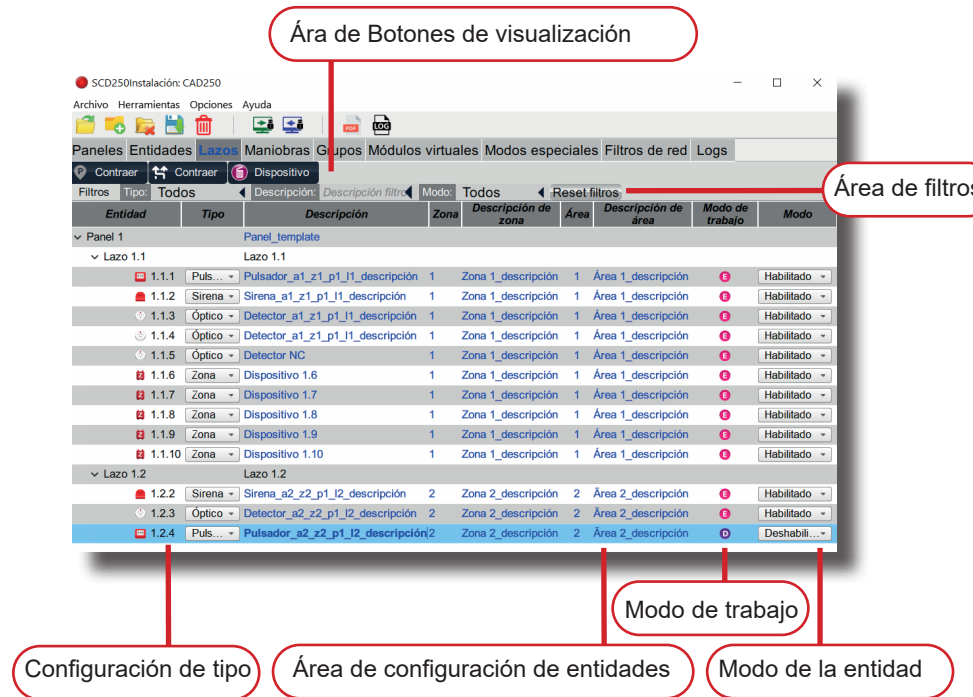 Ára de Botones de visualización
SCD250Instalación: CAD250
Archivo Herramientas Opciones Ayuda
PDF LOG
Paneles Entidades Lazos Maniobras Grupos Módulos virtuales Modos especiales Filtros de red Logs
P Contraer Contraer Dispositivo
Filtros Tipo: Todos Descripción: Descripción filtro Modo: Todos Reset filtros
Área de filtros
Entidad Tipo Descripción Zona Descripción de zona Área Descripción de área Modo de trabajo Modo
Panel 1 Panel_template
Lazo 1.1 Lazo 1.1
1.1.1 Puls... Pulsador_a1_z1_p1_l1_descripción 1 Zona 1_descripción 1 Área 1_descripción E Habilitado
1.1.2 Sirena Sirena_a1_z1_p1_l1_descripción 1 Zona 1_descripción 1 Área 1_descripción E Habilitado
1.1.3 Óptico Detector_a1_z1_p1_l1_descripción 1 Zona 1_descripción 1 Área 1_descripción E Habilitado
1.1.4 Óptico Detector_a1_z1_p1_l1_descripción 1 Zona 1_descripción 1 Área 1_descripción E Habilitado
1.1.5 Óptico Detector NC 1 Zona 1_descripción 1 Área 1_descripción E Habilitado
1.1.6 Zona Dispositivo 1.6 1 Zona 1_descripción 1 Área 1_descripción E Habilitado
1.1.7 Zona Dispositivo 1.7 1 Zona 1_descripción 1 Área 1_descripción E Habilitado
1.1.8 Zona Dispositivo 1.8 1 Zona 1_descripción 1 Área 1_descripción E Habilitado
1.1.9 Zona Dispositivo 1.9 1 Zona 1_descripción 1 Área 1_descripción E Habilitado
1.1.10 Zona Dispositivo 1.10 1 Zona 1_descripción 1 Área 1_descripción E Habilitado
Lazo 1.2 Lazo 1.2
1.2.2 Sirena Sirena_a2_z2_p1_l2_descripción 2 Zona 2_descripción 2 Área 2_descripción E Habilitado
1.2.3 Óptico Detector_a2_z2_p1_l2_descripción 2 Zona 2_descripción 2 Área 2_descripción E Habilitado
1.2.4 Puls... Pulsador_a2_z2_p1_l2_descripción 2 Zona 2_descripción 2 Área 2_descripción D Deshabili...
Modo de trabajo
Configuración de tipo Área de configuración de entidades Modo de la entidad